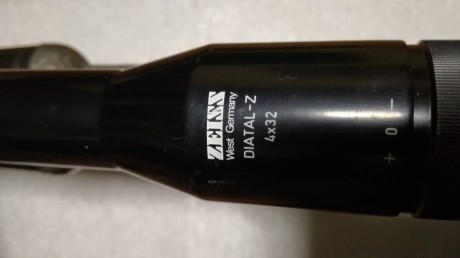 ZEISS
West Germany
DIATAL-Z
4x32
+ 0 −